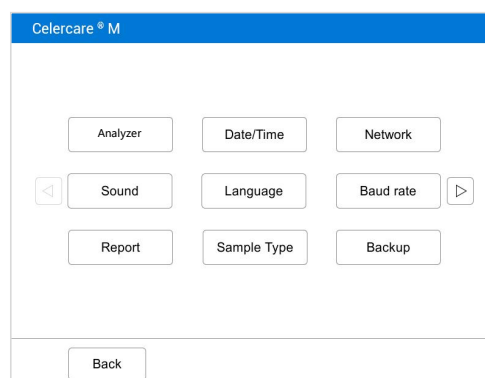 Celercare ® M
Analyzer Date/Time Network
Sound Language Baud rate
Report Sample Type Backup
Back